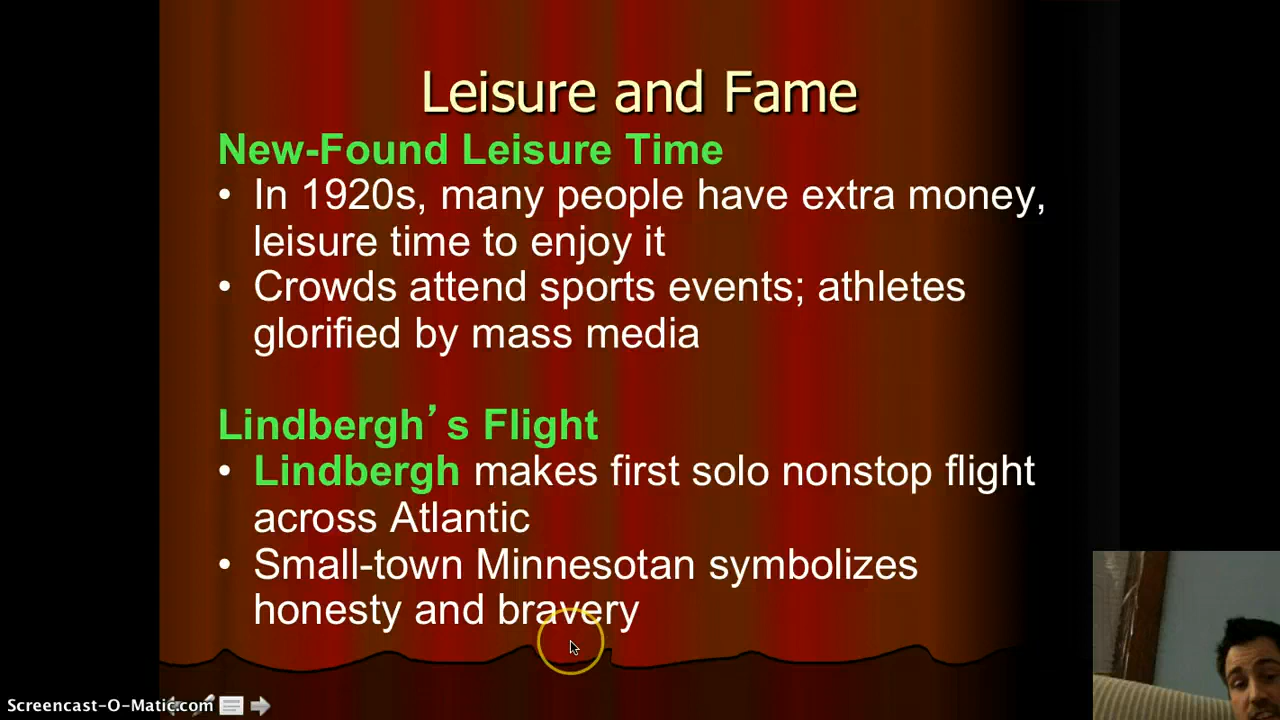 Leisure and Fame
New-Found Leisure Time
• In 1920s, many people have extra money,
leisure time to enjoy it
• Crowds attend sports events; athletes
glorified by mass media
Lindbergh’s Flight
• Lindbergh makes first solo nonstop flight
across Atlantic
• Small-town Minnesotan symbolizes
honesty and bravery
Screencast-O-Matic.com